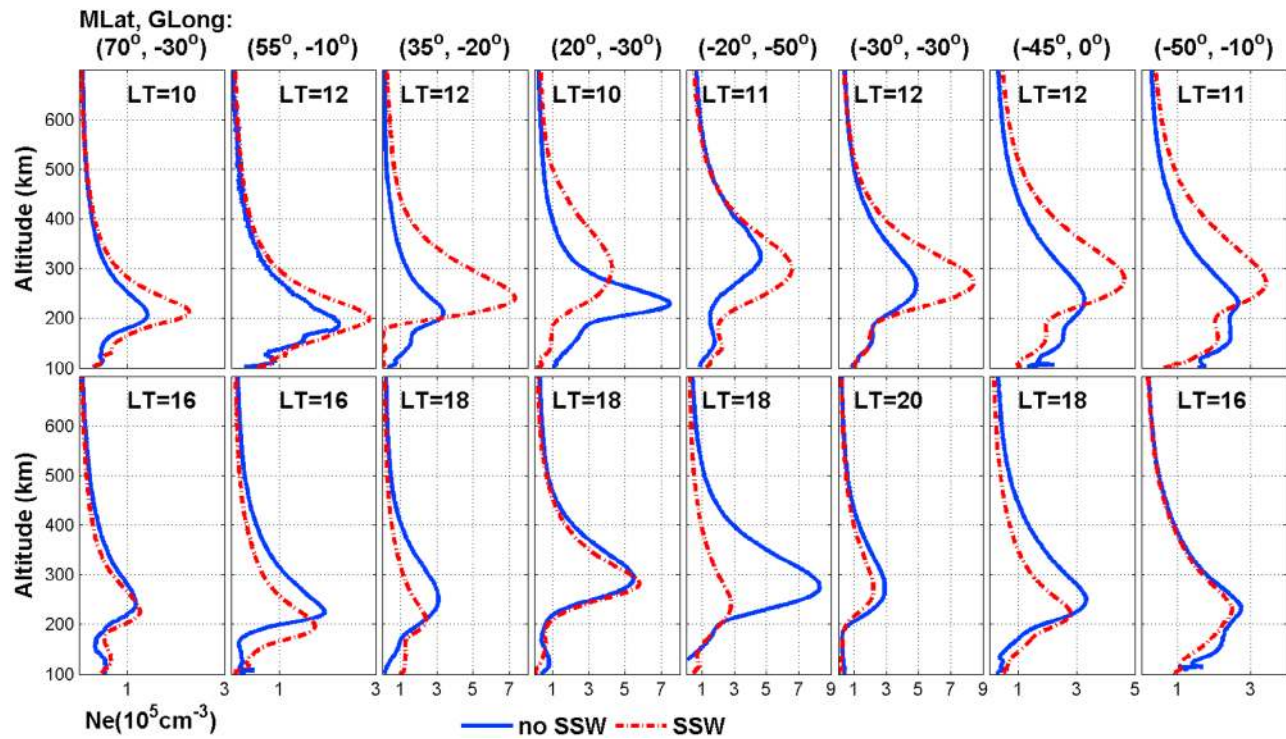 MLat, GLong:
(70°, -30°) (55°, -10°) (35°, -20°) (20°, -30°) (-20°, -50°) (-30°, -30°) (-45°, 0°) (-50°, -10°)
LT=10 LT=12 LT=12 LT=10 LT=11 LT=12 LT=12 LT=11
Altitude (km)
600
500
400
300
200
100
LT=16 LT=16 LT=18 LT=18 LT=18 LT=20 LT=18 LT=16
Altitude (km)
600
500
400
300
200
100
1 3 1 3 1 3 5 7 1 3 5 7 1 3 5 7 9 1 3 5 7 9 1 3 5 1 3
Ne(10⁵cm⁻³) no SSW SSW